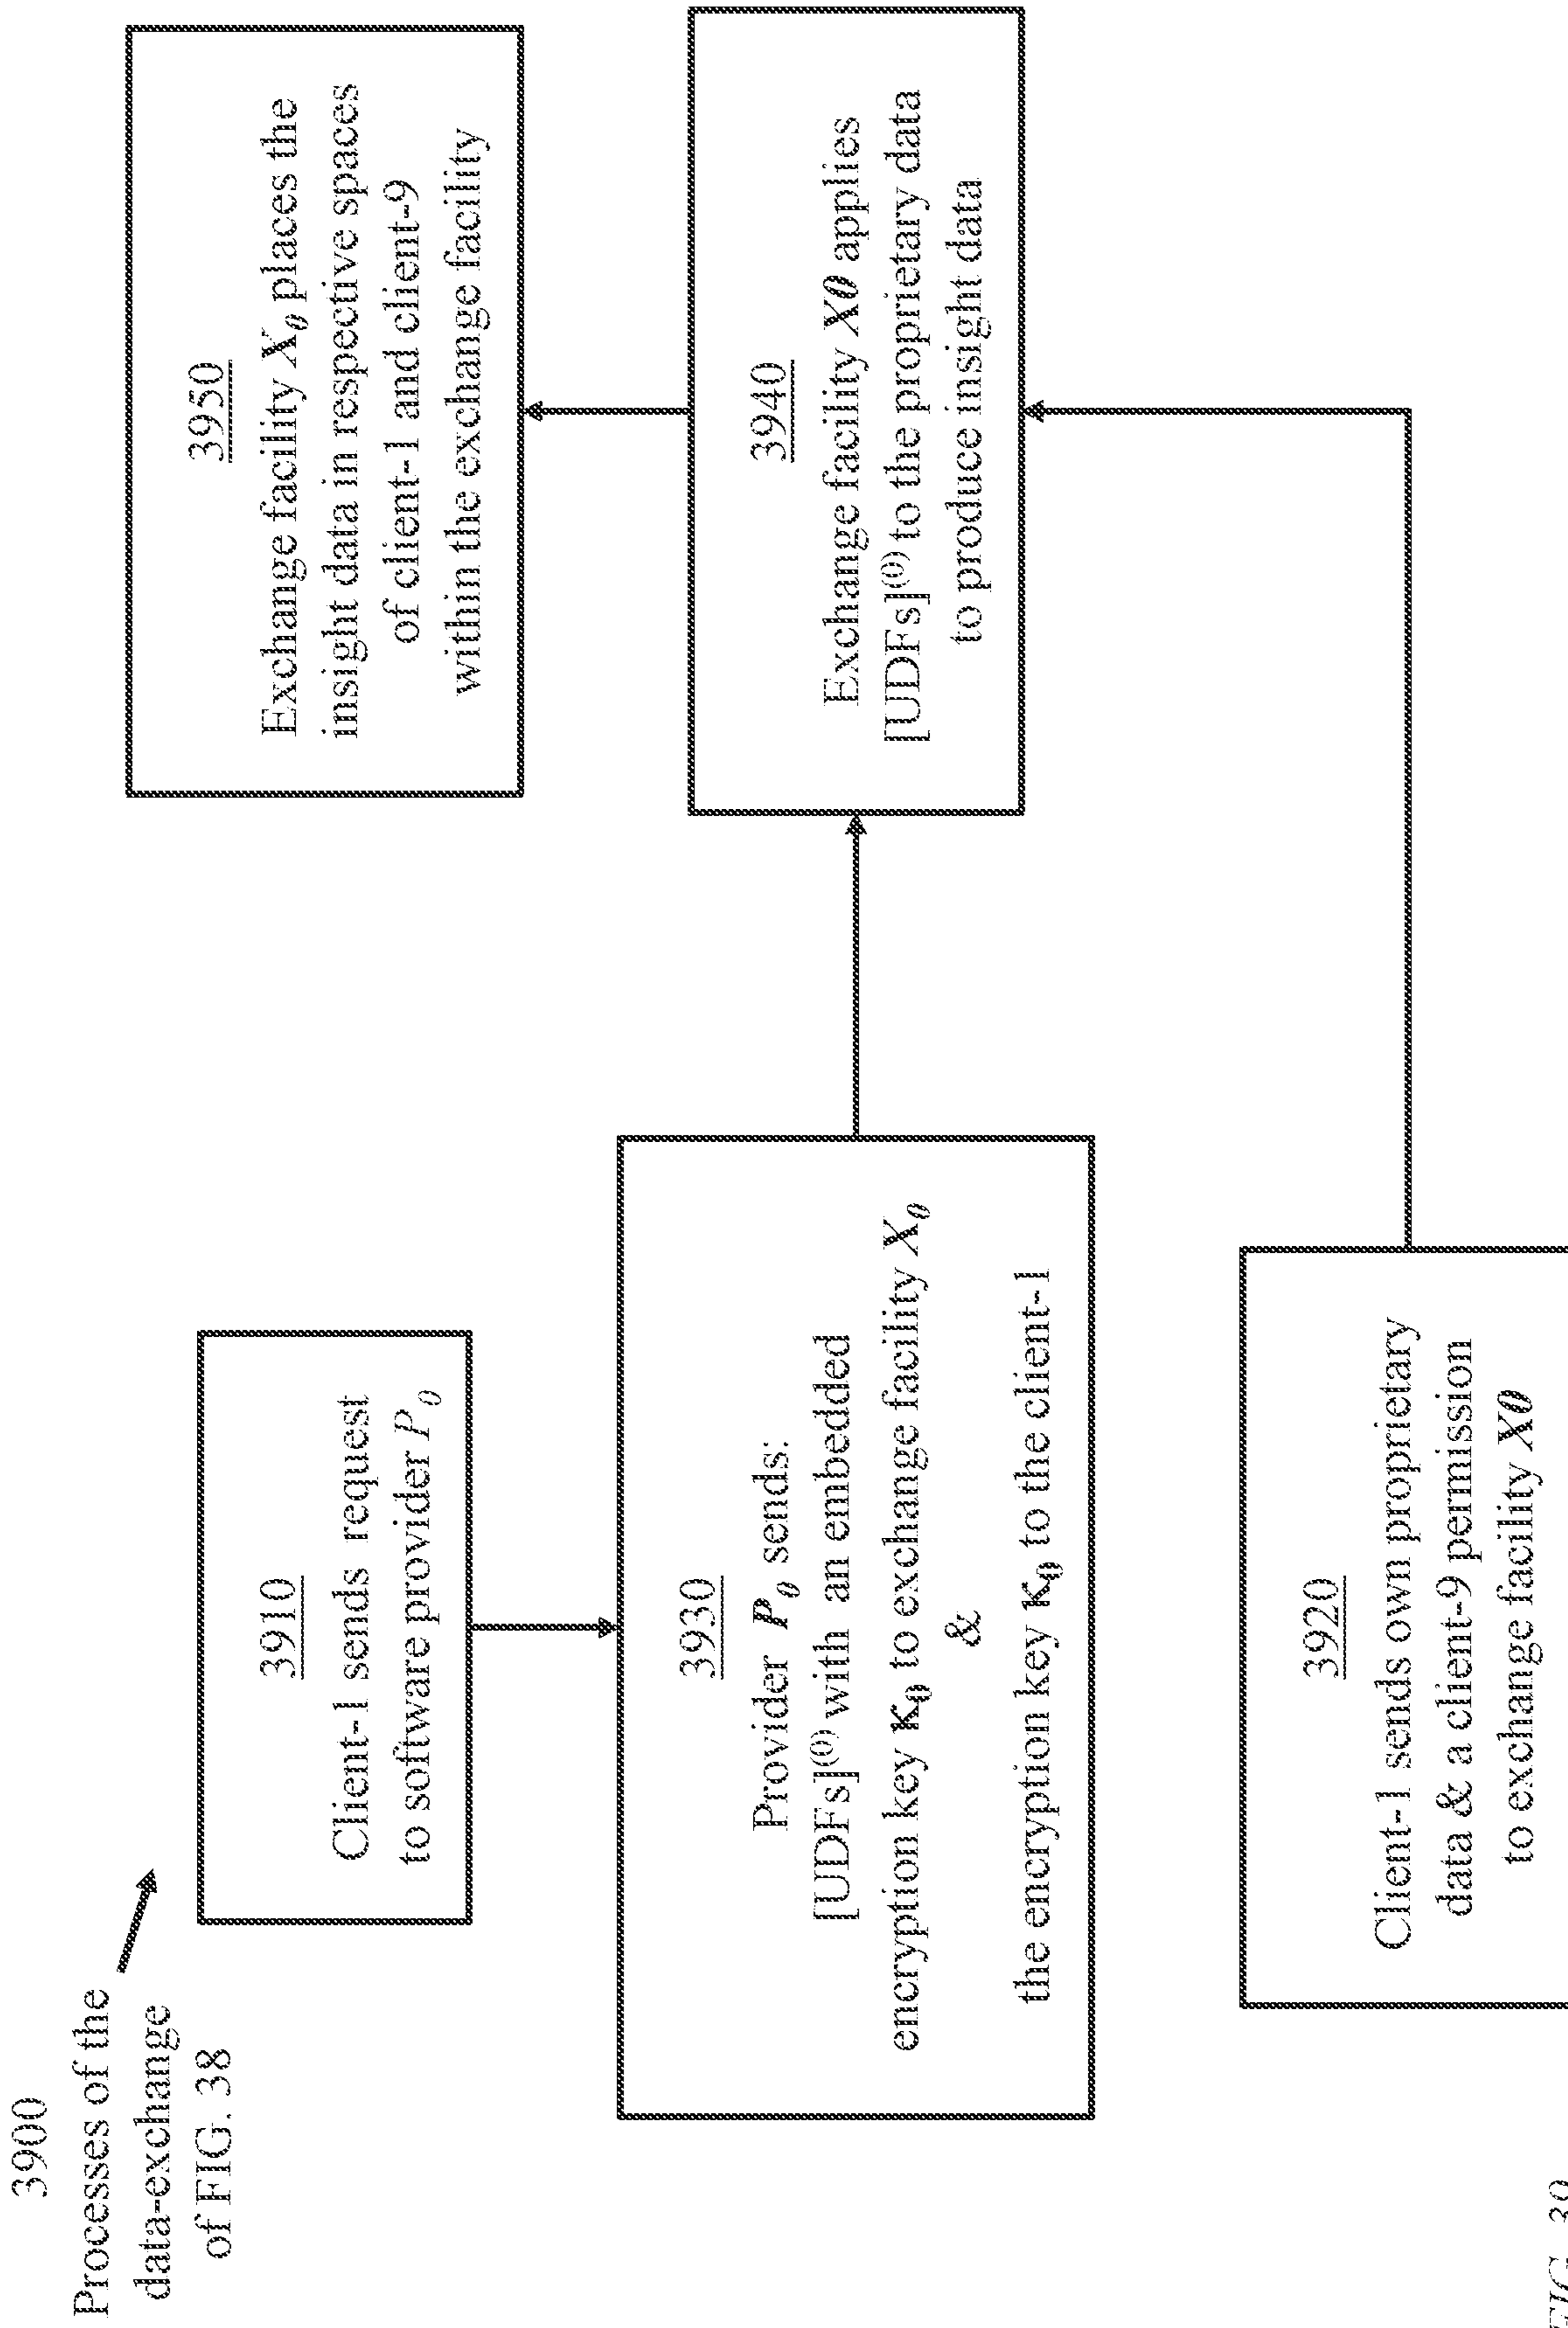 3900
Processes of the
data-exchange
of FIG. 38
3910
Client-1 sends request
to software provider P₀
3930
Provider P₀ sends:
[UDFs]⁽⁰⁾ with an embedded
encryption key κ₀ to exchange facility X₀
&
the encryption key κ₀ to the client-1
3920
Client-1 sends own proprietary
data & a client-9 permission
to exchange facility X0
3950
Exchange facility X₀ places the
insight data in respective spaces
of client-1 and client-9
within the exchange facility
3940
Exchange facility X0 applies
[UDFs]⁽⁰⁾ to the proprietary data
to produce insight data
FIG. 39